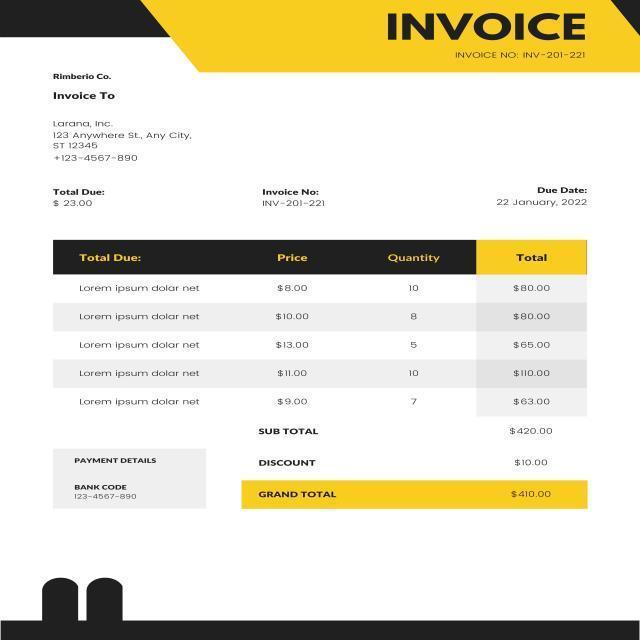 INVOICE
INVOICE NO: INV-201-221
Rimberio Co.
Invoice To
Larana, Inc.
123 Anywhere St., Any City,
ST 12345
+123-4567-890
Total Due: Invoice No: Due Date:
$ 23.00 INV-201-221 22 January, 2022
Total Due: Price Quantity Total
Lorem ipsum dolar net $8.00 10 $80.00
Lorem ipsum dolar net $10.00 8 $80.00
Lorem ipsum dolar net $13.00 5 $65.00
Lorem ipsum dolar net $11.00 10 $110.00
Lorem ipsum dolar net $9.00 7 $63.00
SUB TOTAL $420.00
DISCOUNT $10.00
GRAND TOTAL $410.00
PAYMENT DETAILS
BANK CODE
123-4567-890